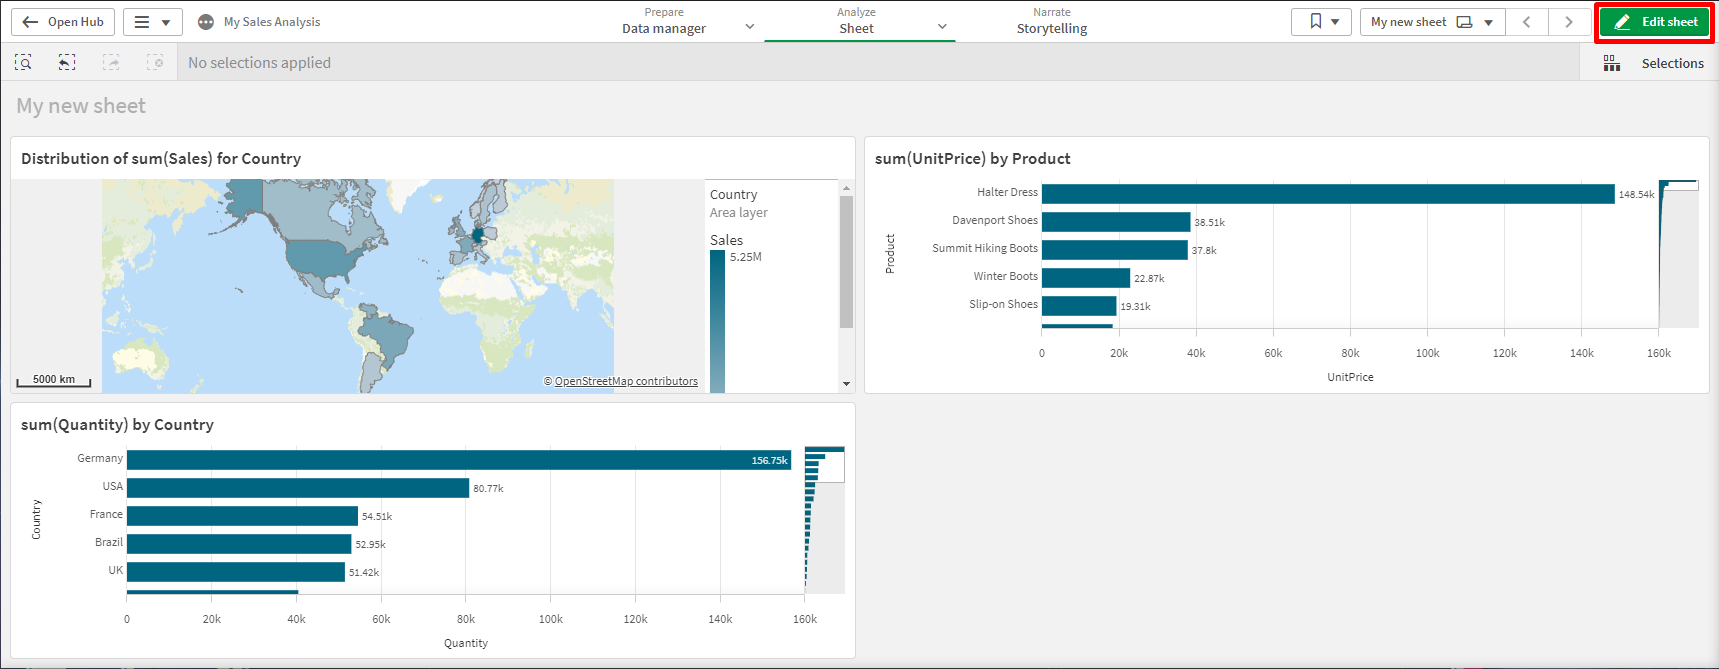 Open Hub
My Sales Analysis
Prepare
Data manager
Analyze
Sheet
Narrate
Storytelling
My new sheet
Edit sheet
No selections applied
Selections
My new sheet
Distribution of sum(Sales) for Country
Country
Area layer
Sales
5.25M
5000 km
© OpenStreetMap contributors
sum(UnitPrice) by Product
Product
Halter Dress 148.54k
Davenport Shoes 38.51k
Summit Hiking Boots 37.8k
Winter Boots 22.87k
Slip-on Shoes 19.31k
0 20k 40k 60k 80k 100k 120k 140k 160k
UnitPrice
sum(Quantity) by Country
Country
Germany 156.75k
USA 80.77k
France 54.51k
Brazil 52.95k
UK 51.42k
0 20k 40k 60k 80k 100k 120k 140k 160k
Quantity